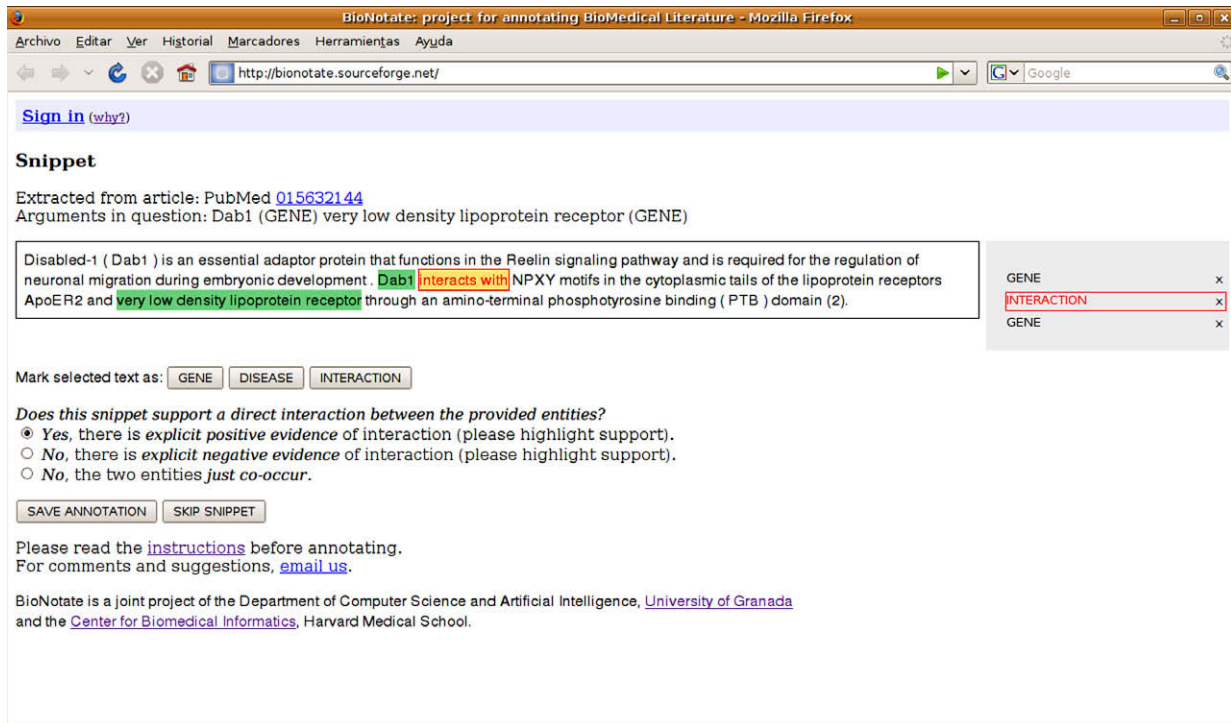 BioNotate: project for annotating BioMedical Literature - Mozilla Firefox
Archivo Editar Ver Historial Marcadores Herramientas Ayuda
http://bionotate.sourceforge.net/ G Google
Sign in (why?)
Snippet
Extracted from article: PubMed 015632144
Arguments in question: Dab1 (GENE) very low density lipoprotein receptor (GENE)
Disabled-1 ( Dab1 ) is an essential adaptor protein that functions in the Reelin signaling pathway and is required for the regulation of
neuronal migration during embryonic development . Dab1 interacts with NPXY motifs in the cytoplasmic tails of the lipoprotein receptors
ApoER2 and very low density lipoprotein receptor through an amino-terminal phosphotyrosine binding ( PTB ) domain (2).
GENE x
INTERACTION x
GENE x
Mark selected text as: GENE DISEASE INTERACTION
Does this snippet support a direct interaction between the provided entities?
Yes, there is explicit positive evidence of interaction (please highlight support).
No, there is explicit negative evidence of interaction (please highlight support).
No, the two entities just co-occur.
SAVE ANNOTATION SKIP SNIPPET
Please read the instructions before annotating.
For comments and suggestions, email us.
BioNotate is a joint project of the Department of Computer Science and Artificial Intelligence, University of Granada
and the Center for Biomedical Informatics, Harvard Medical School.